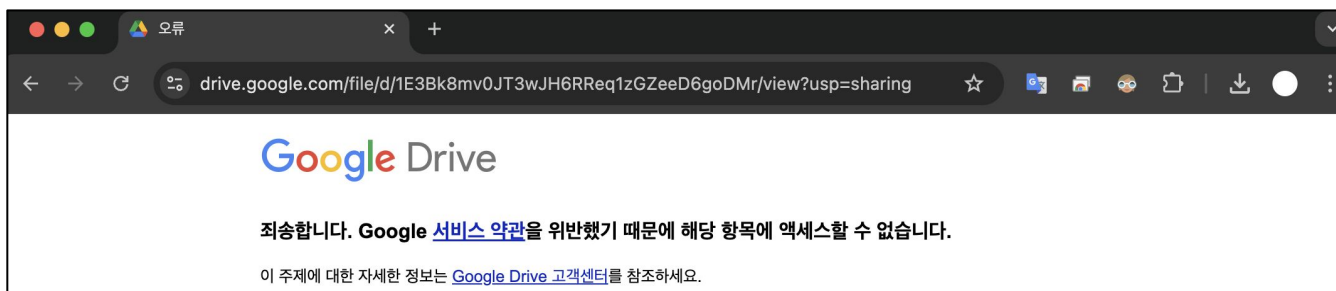 오류
drive.google.com/file/d/1E3Bk8mv0JT3wJH6RReq1zGZeeD6goDMr/view?usp=sharing
Google Drive
죄송합니다. Google 서비스 약관을 위반했기 때문에 해당 항목에 액세스할 수 없습니다.
이 주제에 대한 자세한 정보는 Google Drive 고객센터를 참조하세요.